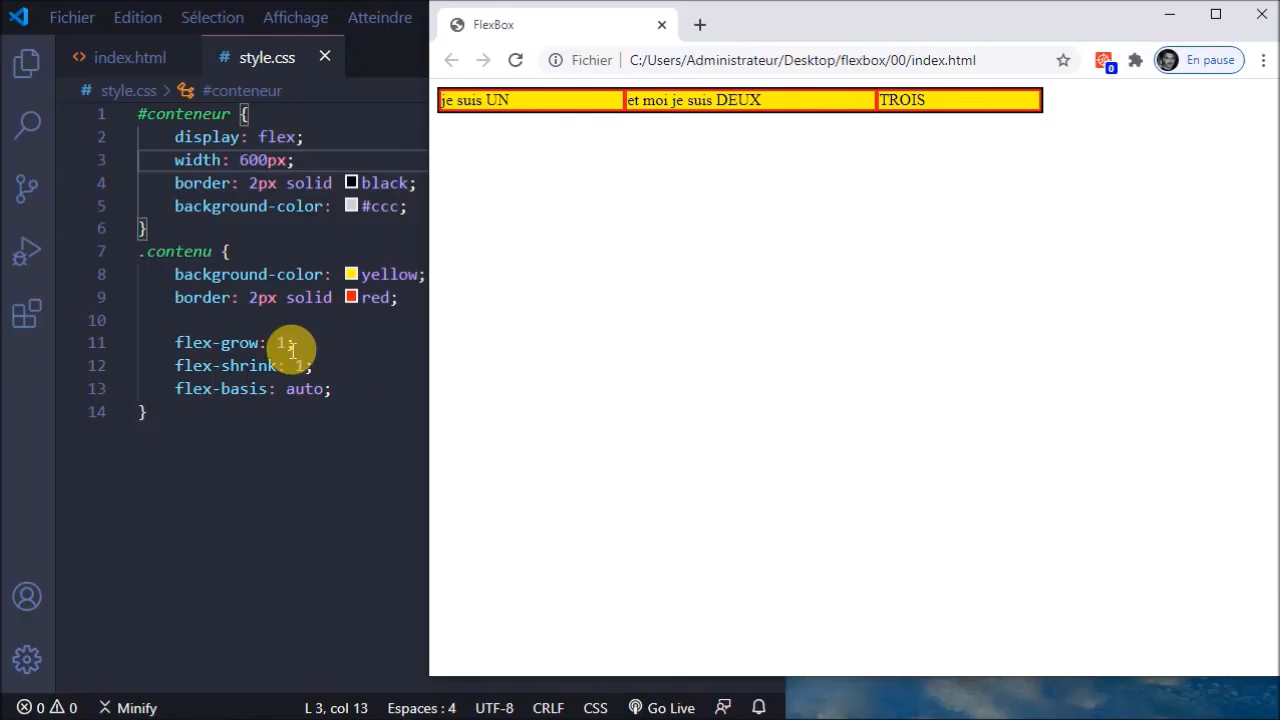 Fichier Edition Sélection Affichage Atteindre
FlexBox
index.html
style.css
Fichier
C:/Users/Administrateur/Desktop/flexbox/00/index.html
0
En pause
style.css > #conteneur
je suis UN
et moi je suis DEUX
TROIS
1 #conteneur {
2 display: flex;
3 width: 600px;
4 border: 2px solid black;
5 background-color: #ccc;
6 }
7 .contenu {
8 background-color: yellow;
9 border: 2px solid red;
10
11 flex-grow: 1;
12 flex-shrink: 1;
13 flex-basis: auto;
14 }
0 0 Minify L 3, col 13 Espaces : 4 UTF-8 CRLF CSS Go Live